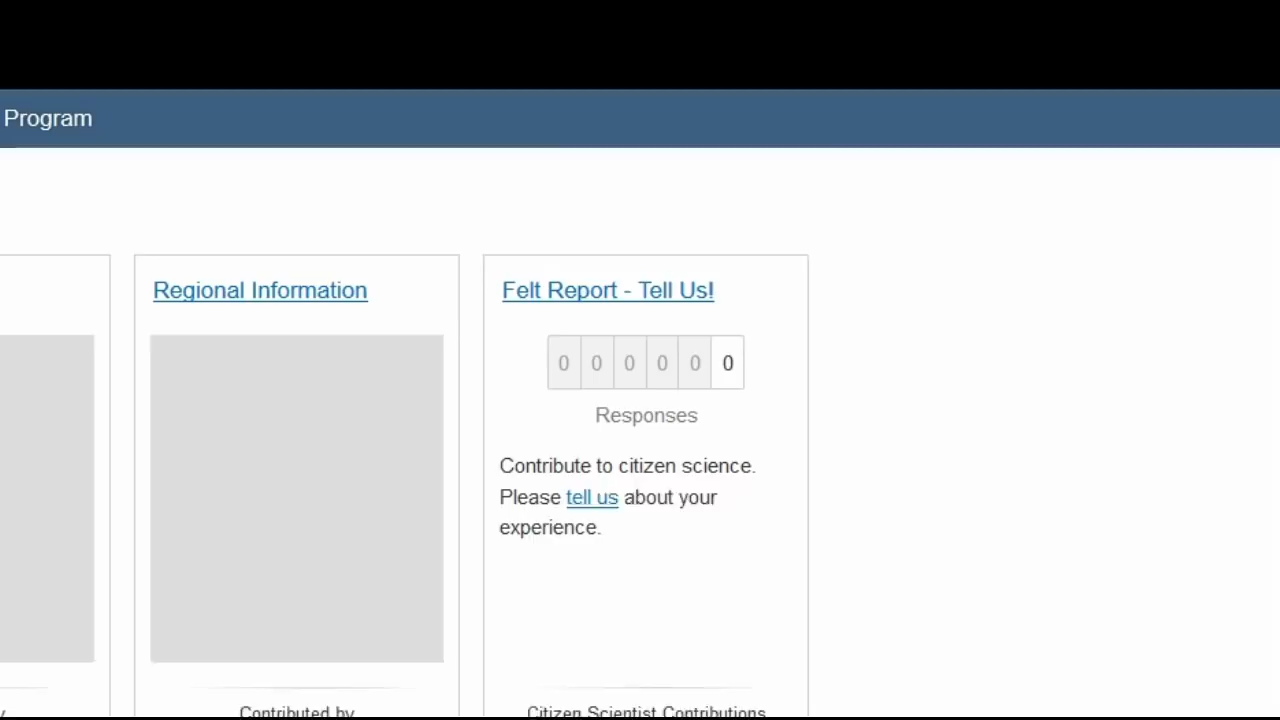 Program
Regional Information
Contributed by
Felt Report - Tell Us!
0 0 0 0 0 0
Responses
Contribute to citizen science.
Please tell us about your
experience.
Citizen Scientist Contributions